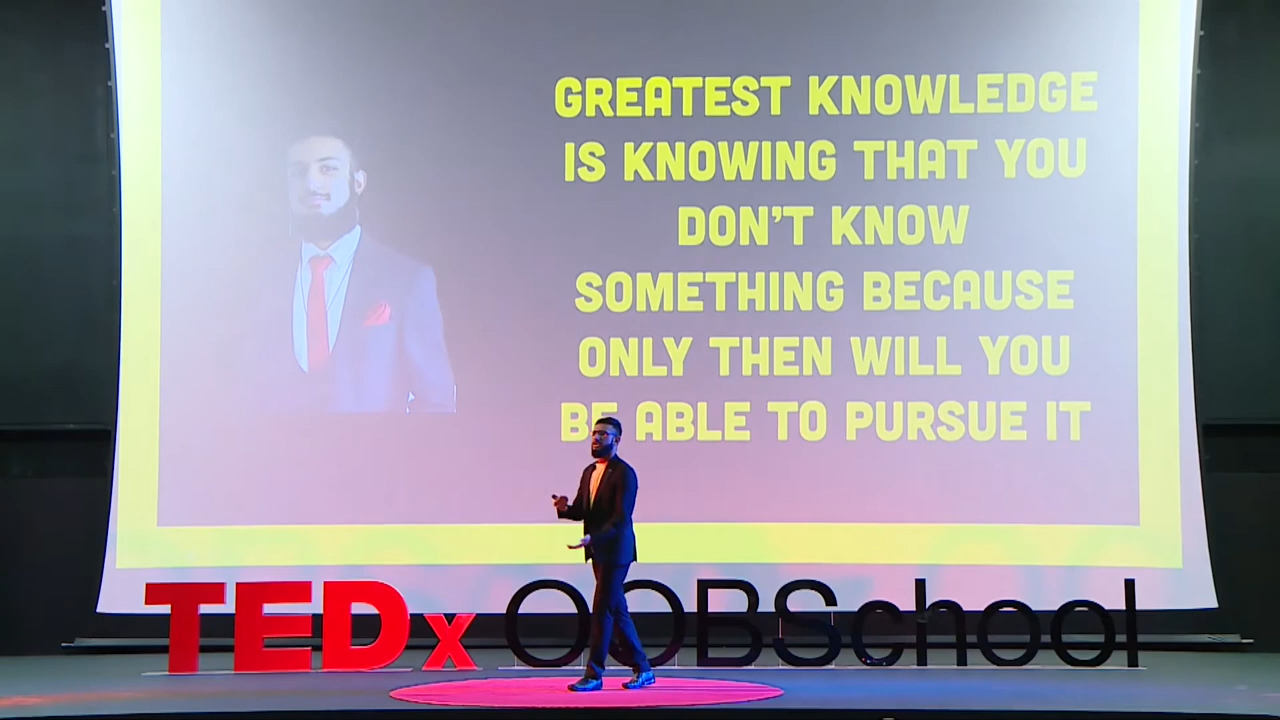 GREATEST KNOWLEDGE
IS KNOWING THAT YOU
DON'T KNOW
SOMETHING BECAUSE
ONLY THEN WILL YOU
BE ABLE TO PURSUE IT
TEDx OOBSchool